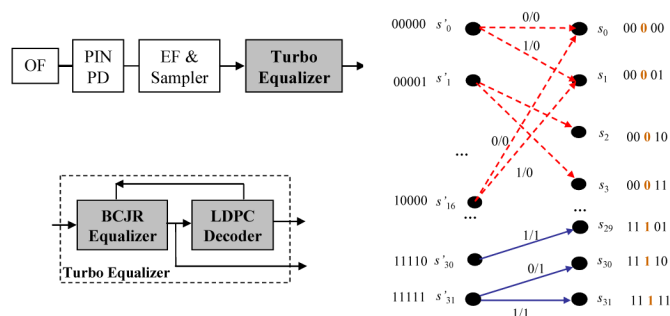 OF
PIN
PD
EF &
Sampler
Turbo
Equalizer
BCJR
Equalizer
LDPC
Decoder
Turbo Equalizer
00000 s'0
0/0
s0 00 0 00
1/0
00001 s'1
s1 00 0 01
s2 00 0 10
0/0
...
1/0
s3 00 0 11
10000 s'16
...
...
s29 11 1 01
1/1
11110 s'30
0/1
s30 11 1 10
11111 s'31
s31 11 1 11
1/1